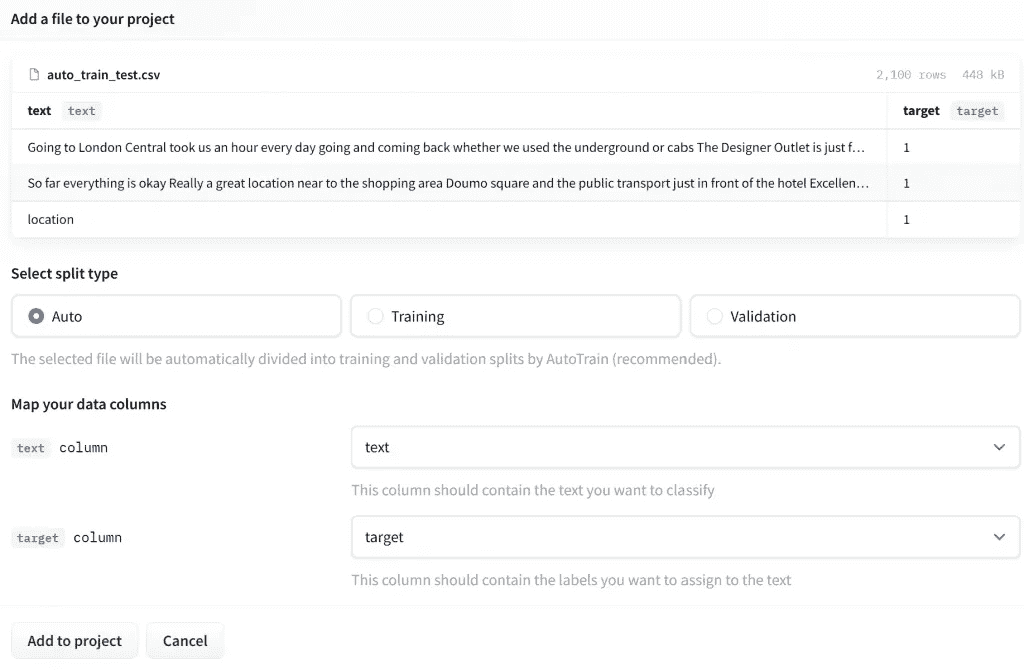 Add a file to your project
auto_train_test.csv 2,100 rows 448 kB
text text target target
Going to London Central took us an hour every day going and coming back whether we used the underground or cabs The Designer Outlet is just f... 1
So far everything is okay Really a great location near to the shopping area Doumo square and the public transport just in front of the hotel Excellen... 1
location 1
Select split type
Auto Training Validation
The selected file will be automatically divided into training and validation splits by AutoTrain (recommended).
Map your data columns
text column text
This column should contain the text you want to classify
target column target
This column should contain the labels you want to assign to the text
Add to project Cancel